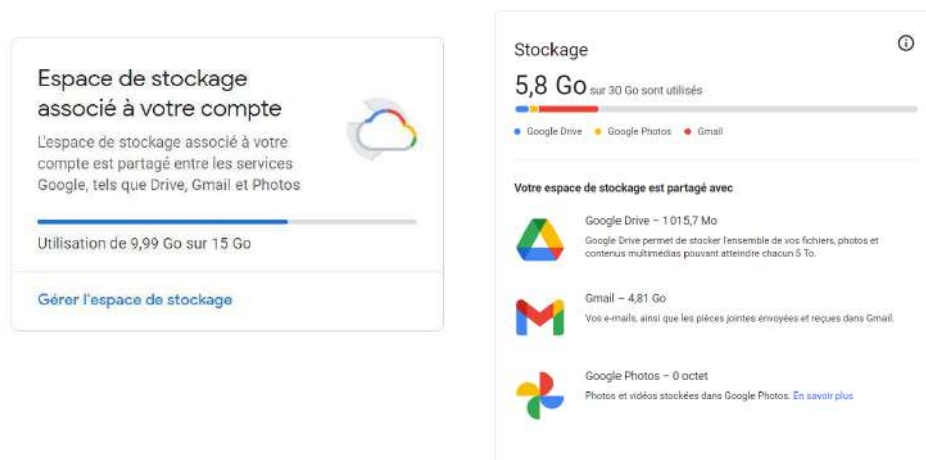 Espace de stockage
associé à votre compte
L'espace de stockage associé à votre
compte est partagé entre les services
Google, tels que Drive, Gmail et Photos
Utilisation de 9,99 Go sur 15 Go
Gérer l'espace de stockage
Stockage
5,8 Go sur 30 Go sont utilisés
Google Drive Google Photos Gmail
Votre espace de stockage est partagé avec
Google Drive – 1 015,7 Mo
Google Drive permet de stocker l'ensemble de vos fichiers, photos et
contenus multimédias pouvant atteindre chacun 5 To.
Gmail – 4,81 Go
Vos e-mails, ainsi que les pièces jointes envoyées et reçues dans Gmail.
Google Photos – 0 octet
Photos et vidéos stockées dans Google Photos. En savoir plus